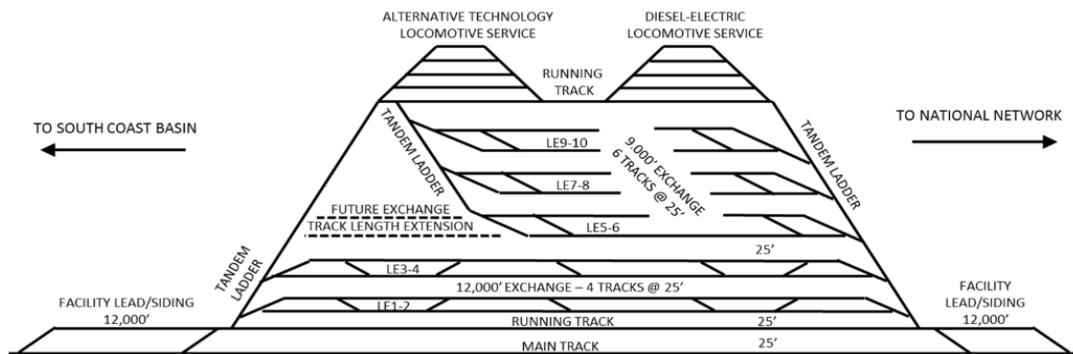 ALTERNATIVE TECHNOLOGY
LOCOMOTIVE SERVICE
DIESEL-ELECTRIC
LOCOMOTIVE SERVICE
RUNNING
TRACK
TO SOUTH COAST BASIN
TO NATIONAL NETWORK
TANDEM LADDER
LE9-10
9.000' EXCHANGE
6 TRACKS @ 25'
TANDEM LADDER
LE7-8
FUTURE EXCHANGE
TRACK LENGTH EXTENSION
LE5-6
25'
TANDEM
LADDER
LE3-4
12,000' EXCHANGE – 4 TRACKS @ 25'
FACILITY LEAD/SIDING
12,000'
LE1-2
FACILITY
LEAD/SIDING
12,000'
RUNNING TRACK
25'
MAIN TRACK
25'